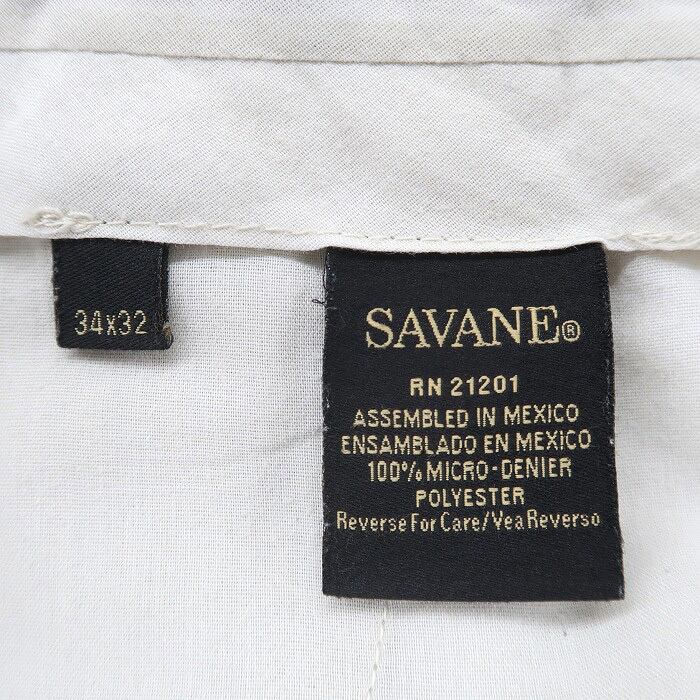 34x32
SAVANE®
RN 21201
ASSEMBLED IN MEXICO
ENSAMBLADO EN MEXICO
100% MICRO-DENIER
POLYESTER
Reverse For Care/Vea Reverso